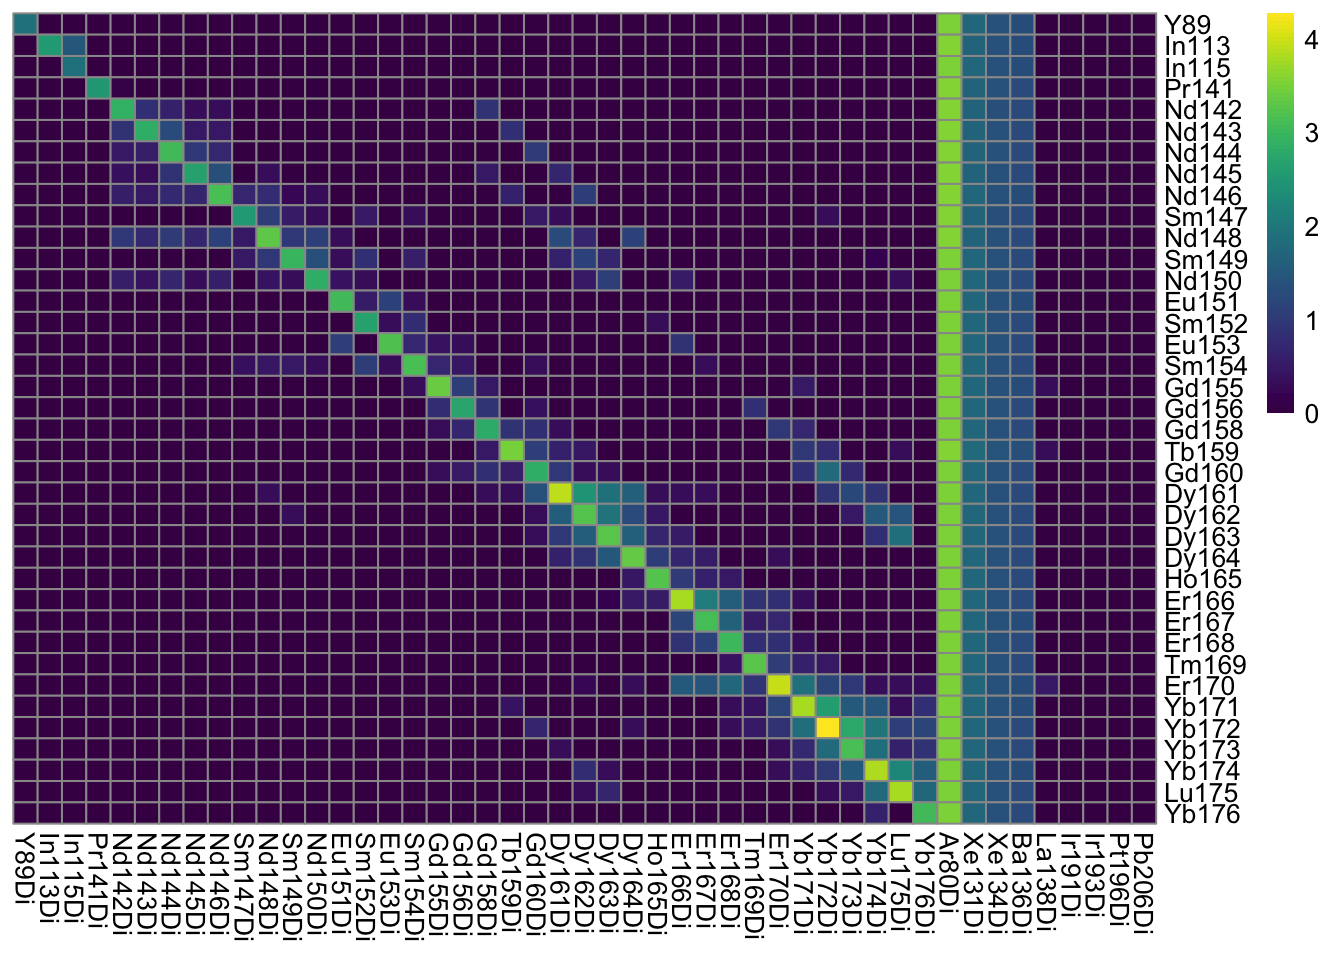 Y89
In113
In115
Pr141
Nd142
Nd143
Nd144
Nd145
Nd146
Sm147
Nd148
Sm149
Nd150
Eu151
Sm152
Eu153
Sm154
Gd155
Gd156
Gd158
Tb159
Gd160
Dy161
Dy162
Dy163
Dy164
Ho165
Er166
Er167
Er168
Tm169
Er170
Yb171
Yb172
Yb173
Yb174
Lu175
Yb176
4
3
2
1
0
Y89Di
In113Di
In115Di
Pr141Di
Nd142Di
Nd143Di
Nd144Di
Nd145Di
Nd146Di
Sm147Di
Nd148Di
Sm149Di
Nd150Di
Eu151Di
Sm152Di
Eu153Di
Sm154Di
Gd155Di
Gd156Di
Gd158Di
Tb159Di
Gd160Di
Dy161Di
Dy162Di
Dy163Di
Dy164Di
Ho165Di
Er166Di
Er167Di
Er168Di
Tm169Di
Er170Di
Yb171Di
Yb172Di
Yb173Di
Yb174Di
Lu175Di
Yb176Di
Ar80Di
Xe131Di
Xe134Di
Ba136Di
La138Di
Ir191Di
Ir193Di
Pt196Di
Pb206Di